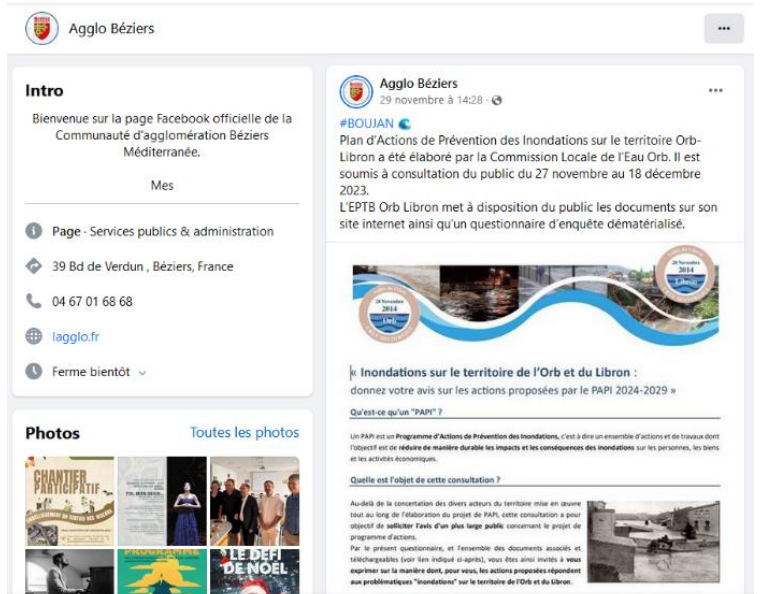 Agglo Béziers
Intro
Bienvenue sur la page Facebook officielle de la
Communauté d'agglomération Béziers
Méditerranée.
Mes
Page · Services publics & administration
39 Bd de Verdun , Béziers, France
04 67 01 68 68
lagglo.fr
Ferme bientôt
Photos
Toutes les photos
CHANTIER
PARTICIPATIF
PROGRAMME
LE DÉFI
DE NOËL
Agglo Béziers
29 novembre à 14:28 ·
#BOUJAN
Plan d'Actions de Prévention des Inondations sur le territoire Orb-
Libron a été élaboré par la Commission Locale de l'Eau Orb. Il est
soumis à consultation du public du 27 novembre au 18 décembre
2023.
L'EPTB Orb Libron met à disposition du public les documents sur son
site internet ainsi qu'un questionnaire d'enquête dématérialisé.
28 Novembre
2014
Orb
28 Novembre
2014
Libron
« Inondations sur le territoire de l'Orb et du Libron :
donnez votre avis sur les actions proposées par le PAPI 2024-2029 »
Qu'est-ce qu'un "PAPI" ?
Un PAPI est un Programme d'Actions de Prévention des Inondations, c'est à dire un ensemble d'actions et de travaux dont
l'objectif est de réduire de manière durable les impacts et les conséquences des inondations sur les personnes, les biens
et les activités économiques.
Quelle est l'objet de cette consultation ?
Au-delà de la concertation des divers acteurs du territoire mise en œuvre
tout au long de l'élaboration du projet de PAPI, cette consultation a pour
objectif de solliciter l'avis d'un plus large public concernant le projet de
programme d'actions.
Par le présent questionnaire, et l'ensemble des documents associés et
téléchargeables (voir lien indiqué ci-après), vous êtes ainsi invités à vous
exprimer sur la manière dont, pour vous, les actions proposées répondent
aux problématiques "inondations" sur le territoire de l'Orb et du Libron.